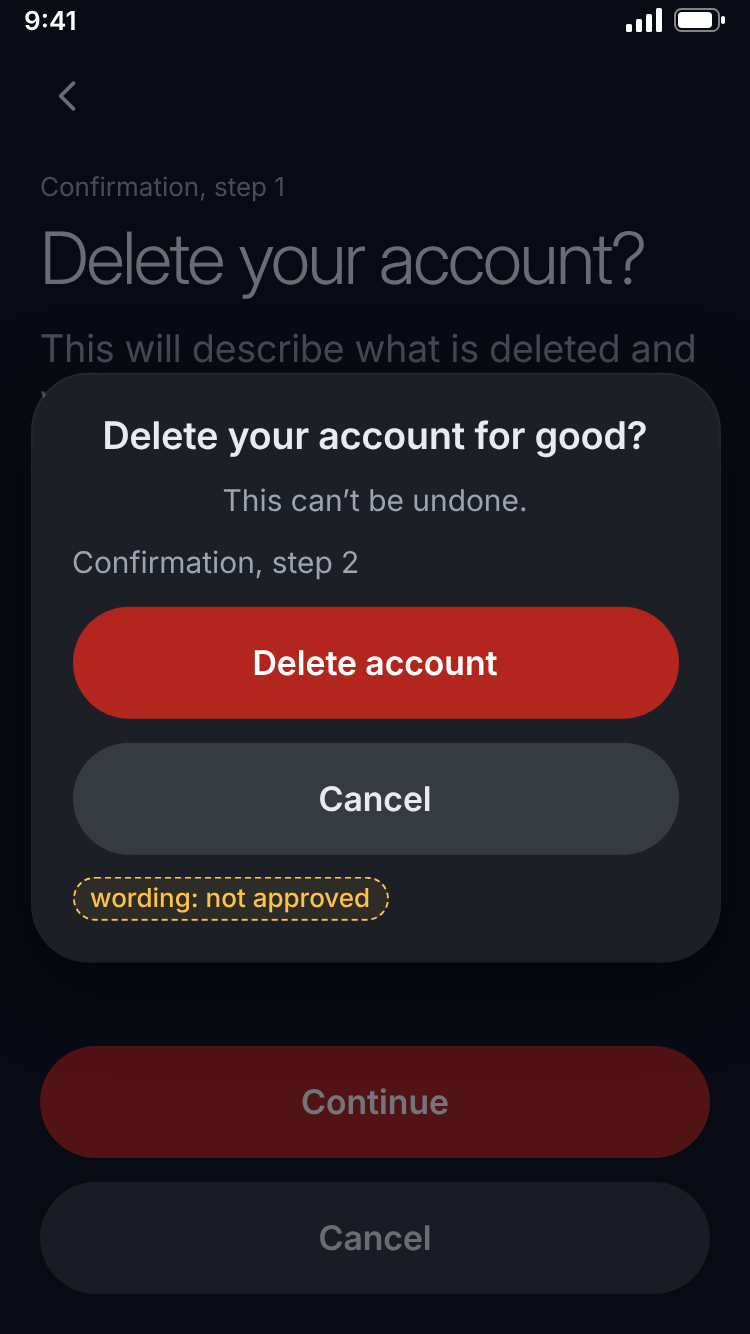 9:41
Confirmation, step 1
Delete your account?
This will describe what is deleted and
Delete your account for good?
This can’t be undone.
Confirmation, step 2
Delete account
Cancel
wording: not approved
Continue
Cancel